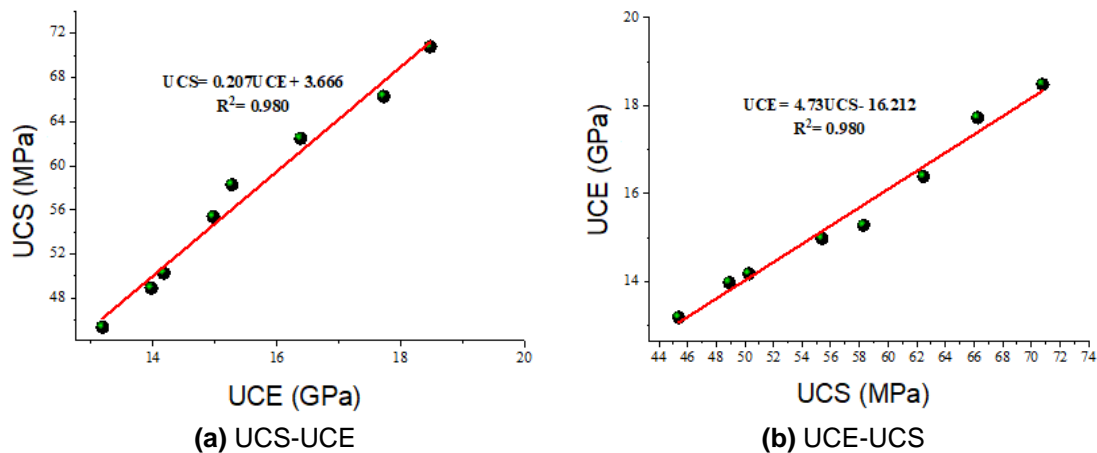 72
68
64
60
56
52
48
UCS (MPa)
UCS= 0.207UCE + 3.666
R²= 0.980
14 16 18 20
UCE (GPa)
(a) UCS-UCE
20
18
16
14
UCE (GPa)
UCE = 4.73UCS- 16.212
R²= 0.980
44 46 48 50 52 54 56 58 60 62 64 66 68 70 72 74
UCS (MPa)
(b) UCE-UCS